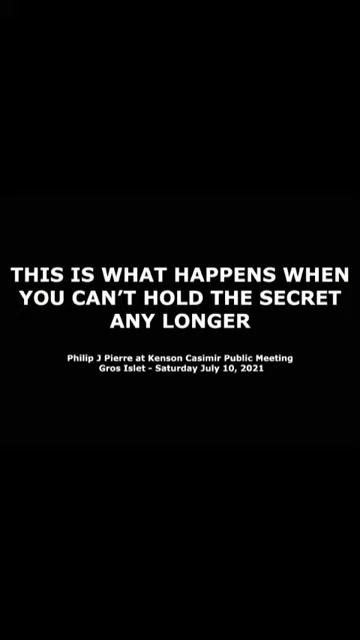 THIS IS WHAT HAPPENS WHEN
YOU CAN'T HOLD THE SECRET
ANY LONGER
Philip J Pierre at Kenson Casimir Public Meeting
Gros Islet - Saturday July 10, 2021